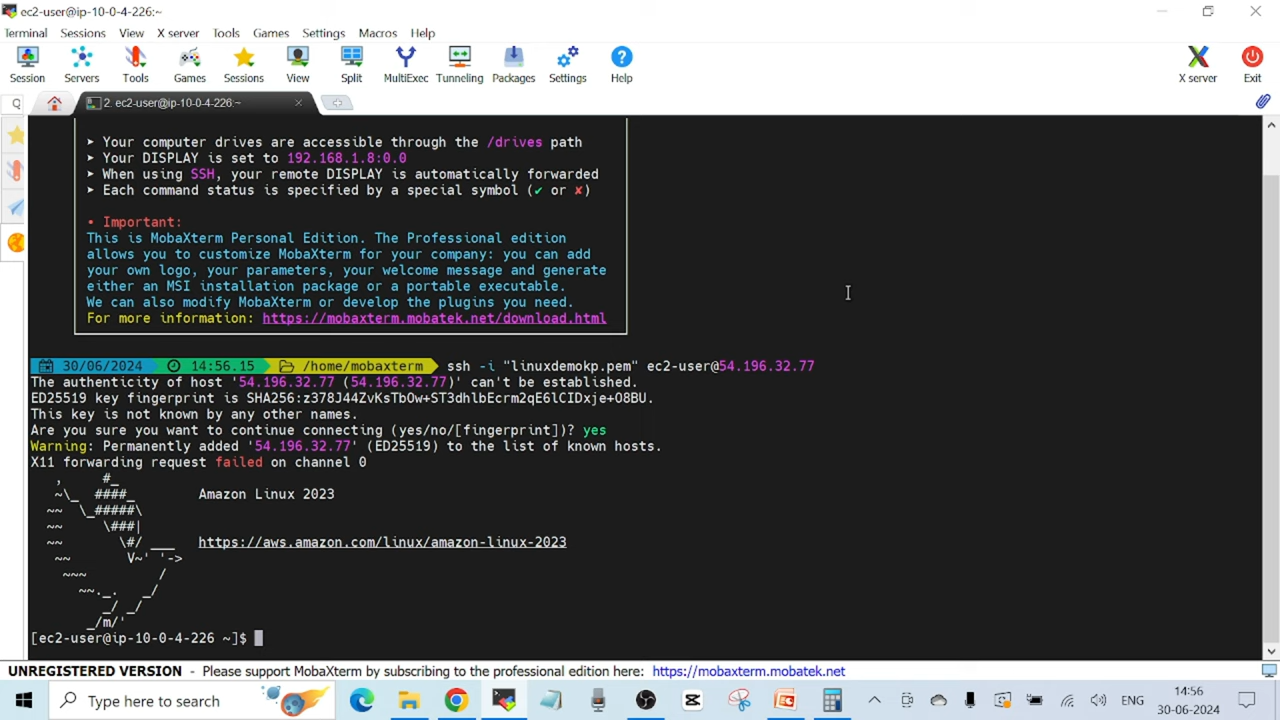 ec2-user@ip-10-0-4-226:~
Terminal Sessions View X server Tools Games Settings Macros Help
Session Servers Tools Games Sessions View Split MultiExec Tunneling Packages Settings Help X server Exit
2. ec2-user@ip-10-0-4-226:~
➤ Your computer drives are accessible through the /drives path
➤ Your DISPLAY is set to 192.168.1.8:0.0
➤ When using SSH, your remote DISPLAY is automatically forwarded
➤ Each command status is specified by a special symbol (✔ or ✘)
• Important:
This is MobaXterm Personal Edition. The Professional edition
allows you to customize MobaXterm for your company: you can add
your own logo, your parameters, your welcome message and generate
either an MSI installation package or a portable executable.
We can also modify MobaXterm or develop the plugins you need.
For more information: https://mobaxterm.mobatek.net/download.html
30/06/2024 14:56.15 /home/mobaxterm ssh -i "linuxdemokp.pem" ec2-user@54.196.32.77
The authenticity of host '54.196.32.77 (54.196.32.77)' can't be established.
ED25519 key fingerprint is SHA256:z378J44ZvKsTbOw+ST3dhlbEcrm2qE6lCIDxje+O8BU.
This key is not known by any other names.
Are you sure you want to continue connecting (yes/no/[fingerprint])? yes
Warning: Permanently added '54.196.32.77' (ED25519) to the list of known hosts.
X11 forwarding request failed on channel 0
   ,     #_
   ~\_  ####_        Amazon Linux 2023
  ~~  \_#####\
  ~~     \###|
  ~~       \#/ ___   https://aws.amazon.com/linux/amazon-linux-2023
   ~~       V~' '->
    ~~~         /
      ~~._.   _/
         _/ _/
       _/m/'
[ec2-user@ip-10-0-4-226 ~]$
UNREGISTERED VERSION - Please support MobaXterm by subscribing to the professional edition here: https://mobaxterm.mobatek.net
Type here to search
ENG
14:56
30-06-2024